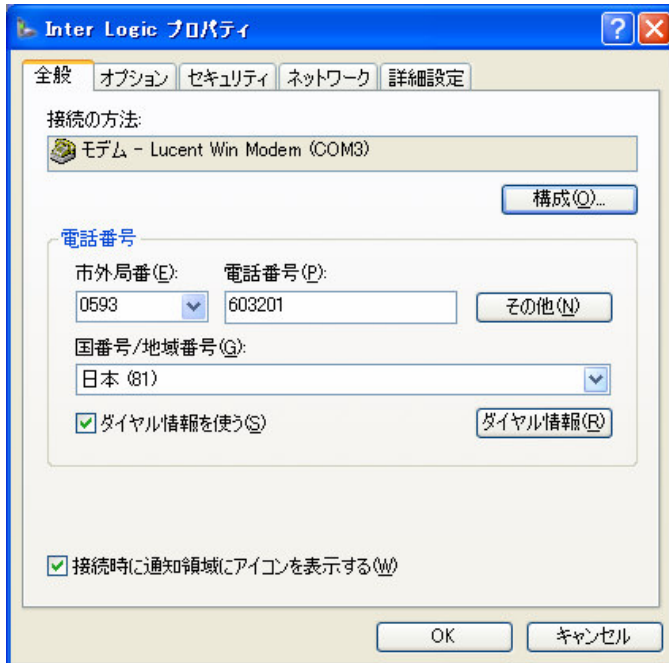 Inter Logic プロパティ
全般 オプション セキュリティ ネットワーク 詳細設定
接続の方法:
モデム - Lucent Win Modem (COM3)
構成(O)...
電話番号
市外局番(E): 電話番号(P):
0593 603201 その他(N)
国番号/地域番号(G):
日本 (81)
ダイヤル情報を使う(S) ダイヤル情報(R)
接続時に通知領域にアイコンを表示する(W)
OK キャンセル